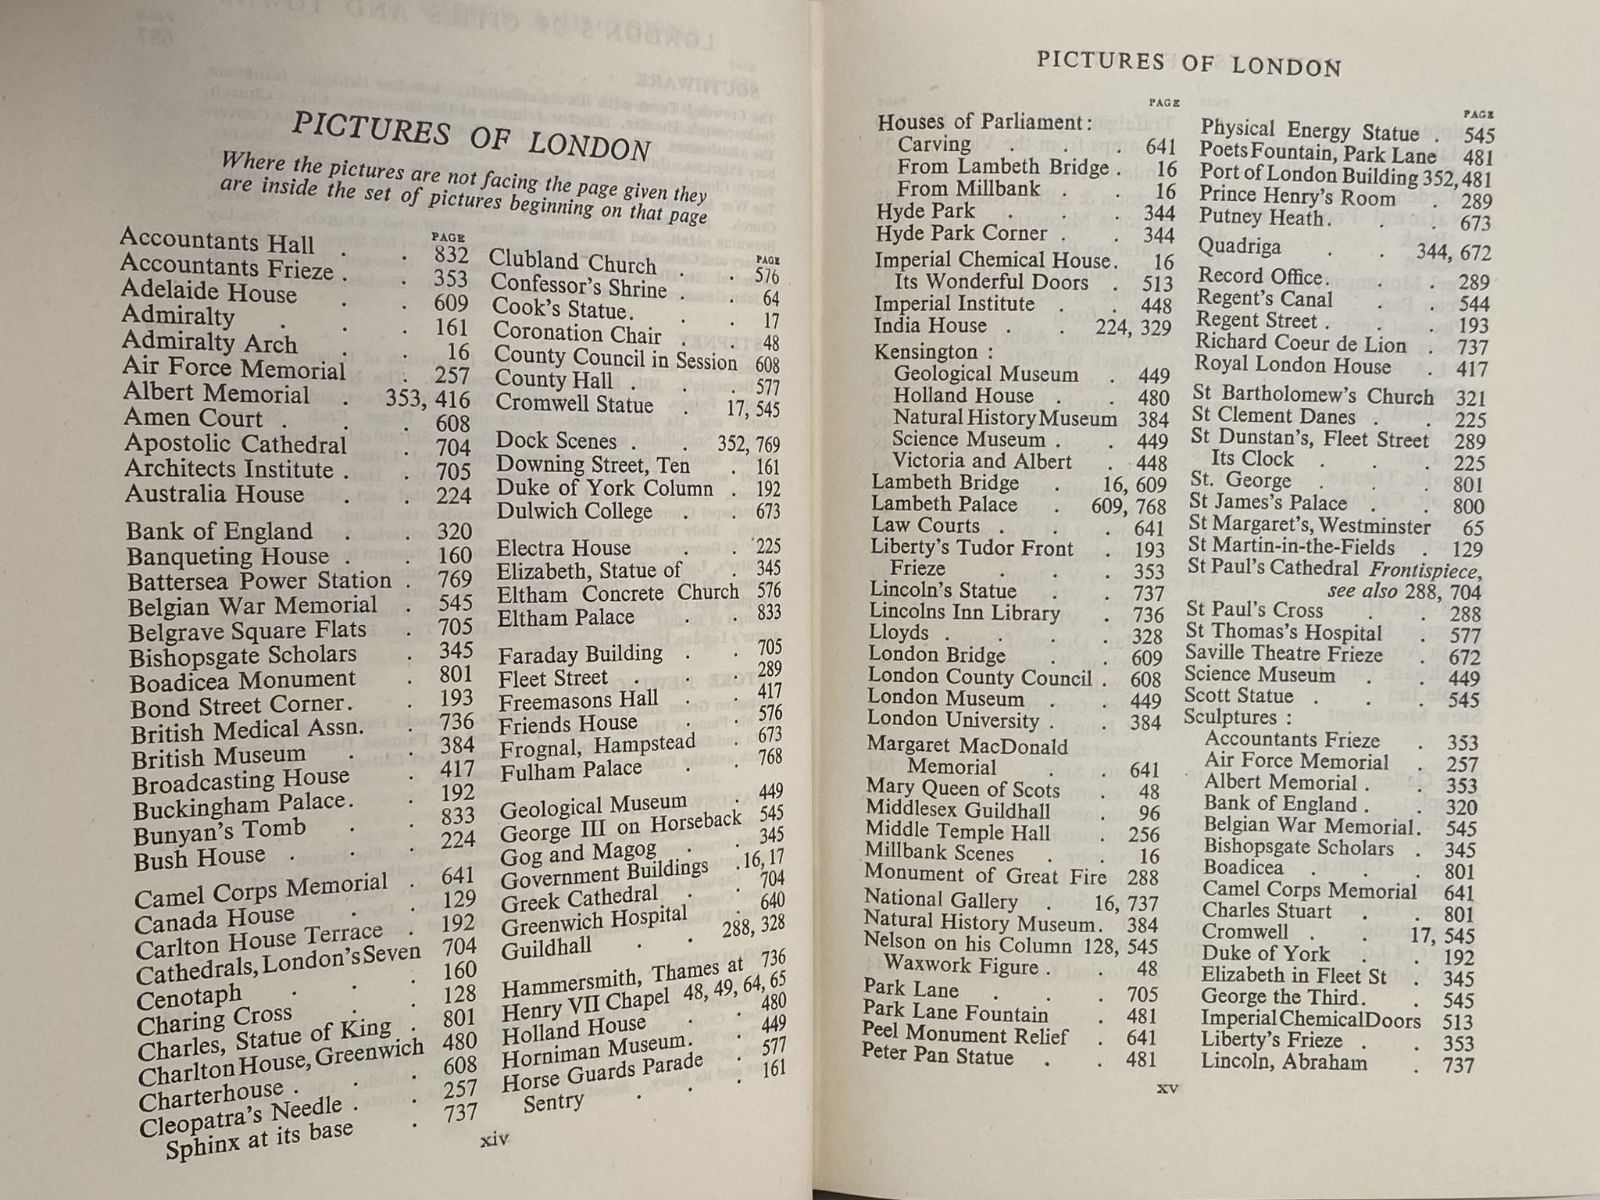 PICTURES OF LONDON
Where the pictures are not facing the page given they
are inside the set of pictures beginning on that page
PAGE
Accountants Hall . . 832
Accountants Frieze . . 353
Adelaide House . . 609
Admiralty . . . 161
Admiralty Arch . . 16
Air Force Memorial . 257
Albert Memorial . 353, 416
Amen Court . . . 608
Apostolic Cathedral . 704
Architects Institute . . 705
Australia House . . 224
Bank of England . . 320
Banqueting House . . 160
Battersea Power Station . 769
Belgian War Memorial . 545
Belgrave Square Flats . 705
Bishopsgate Scholars . 345
Boadicea Monument . 801
Bond Street Corner. . 193
British Medical Assn. . 736
British Museum . . 384
Broadcasting House . 417
Buckingham Palace. . 192
Bunyan's Tomb . . 833
Bush House . . . 224
Camel Corps Memorial . 641
Canada House . . 129
Carlton House Terrace . 192
Cathedrals, London's Seven 704
Cenotaph . . . 160
Charing Cross . . 128
Charles, Statue of King . 801
Charlton House, Greenwich 480
Charterhouse . . . 608
Cleopatra's Needle . . 257
Sphinx at its base . 737
PAGE
Clubland Church . . 576
Confessor's Shrine . . 64
Cook's Statue. . . 17
Coronation Chair . . 48
County Council in Session 608
County Hall . . . 577
Cromwell Statue . 17, 545
Dock Scenes . . 352, 769
Downing Street, Ten . 161
Duke of York Column . 192
Dulwich College . . 673
Electra House . . 225
Elizabeth, Statue of . 345
Eltham Concrete Church 576
Eltham Palace . . 833
Faraday Building . . 705
Fleet Street . . . 289
Freemasons Hall . . 417
Friends House . . 576
Frognal, Hampstead . 673
Fulham Palace . . 768
Geological Museum . 449
George III on Horseback 545
Gog and Magog . . 345
Government Buildings . 16, 17
Greek Cathedral . . 704
Greenwich Hospital . 640
Guildhall . . 288, 328
Hammersmith, Thames at 736
Henry VII Chapel 48, 49, 64, 65
Holland House . . 480
Horniman Museum. . 449
Horse Guards Parade . 577
Sentry . . . 161
xiv
PICTURES OF LONDON
PAGE
Houses of Parliament :
Carving . . . 641
From Lambeth Bridge . 16
From Millbank . . 16
Hyde Park . . . 344
Hyde Park Corner . . 344
Imperial Chemical House. 16
Its Wonderful Doors . 513
Imperial Institute . . 448
India House . . 224, 329
Kensington :
Geological Museum . 449
Holland House . . 480
Natural History Museum 384
Science Museum . . 449
Victoria and Albert . 448
Lambeth Bridge . 16, 609
Lambeth Palace . 609, 768
Law Courts . . . 641
Liberty's Tudor Front . 193
Frieze . . . 353
Lincoln's Statue . . 737
Lincolns Inn Library . 736
Lloyds . . . . 328
London Bridge . . 609
London County Council . 608
London Museum . . 449
London University . . 384
Margaret MacDonald
Memorial . . 641
Mary Queen of Scots . 48
Middlesex Guildhall . 96
Middle Temple Hall . 256
Millbank Scenes . . 16
Monument of Great Fire 288
National Gallery . 16, 737
Natural History Museum. 384
Nelson on his Column 128, 545
Waxwork Figure . . 48
Park Lane . . . 705
Park Lane Fountain . 481
Peel Monument Relief . 641
Peter Pan Statue . . 481
PAGE
Physical Energy Statue . 545
Poets Fountain, Park Lane 481
Port of London Building 352, 481
Prince Henry's Room . 289
Putney Heath. . . 673
Quadriga . . 344, 672
Record Office. . . 289
Regent's Canal . . 544
Regent Street . . . 193
Richard Coeur de Lion . 737
Royal London House . 417
St Bartholomew's Church 321
St Clement Danes . . 225
St Dunstan's, Fleet Street 289
Its Clock . . . 225
St. George . . . 801
St James's Palace . . 800
St Margaret's, Westminster 65
St Martin-in-the-Fields . 129
St Paul's Cathedral Frontispiece,
see also 288, 704
St Paul's Cross . . 288
St Thomas's Hospital . 577
Saville Theatre Frieze . 672
Science Museum . . 449
Scott Statue . . . 545
Sculptures :
Accountants Frieze . 353
Air Force Memorial . 257
Albert Memorial . . 353
Bank of England . . 320
Belgian War Memorial. 545
Bishopsgate Scholars . 345
Boadicea . . . 801
Camel Corps Memorial 641
Charles Stuart . . 801
Cromwell . . 17, 545
Duke of York . . 192
Elizabeth in Fleet St . 345
George the Third. . 545
Imperial Chemical Doors 513
Liberty's Frieze . . 353
Lincoln, Abraham . 737
xv